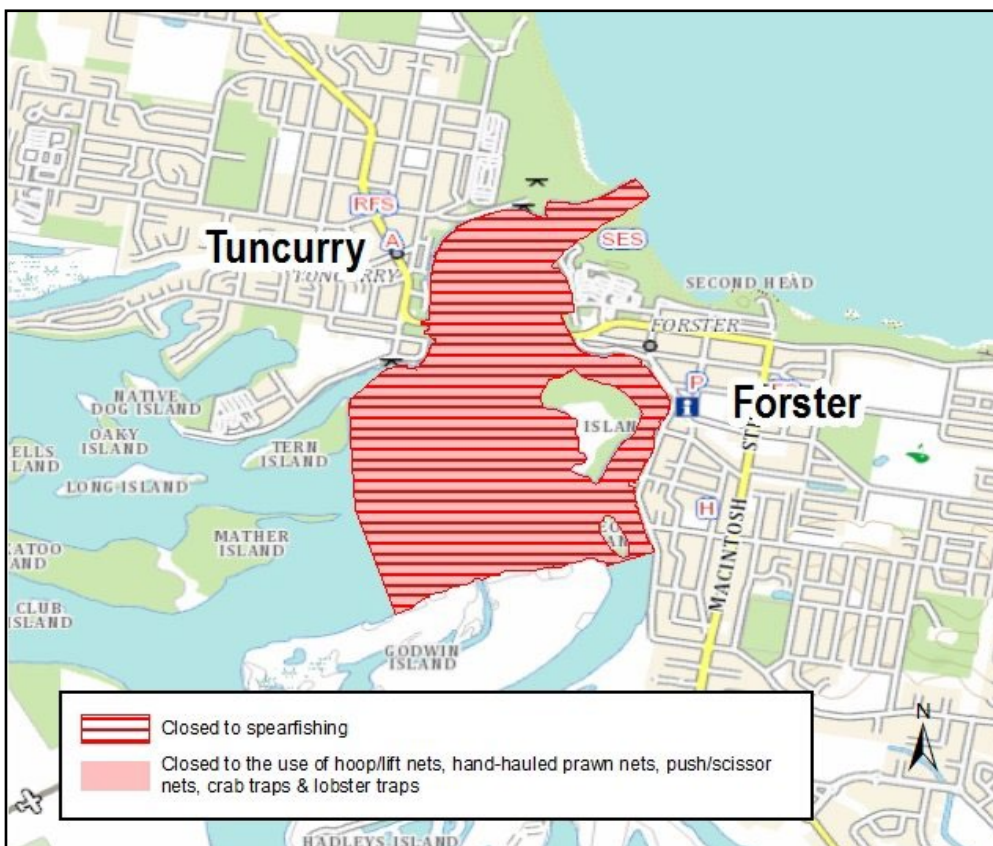 RFS
A
Tuncurry
TUNCURRY
SES
SECOND HEAD
FORSTER
P
Forster
NATIVE
DOG ISLAND
OAKY
ISLAND
TERN
ISLAND
LONG ISLAND
ISLAN
H
MATHER
ISLAND
MACINTOSH
CLUB
ISLAND
GODWIN
ISLAND
Closed to spearfishing
Closed to the use of hoop/lift nets, hand-hauled prawn nets, push/scissor
nets, crab traps & lobster traps
N
HADLEYS ISLAND